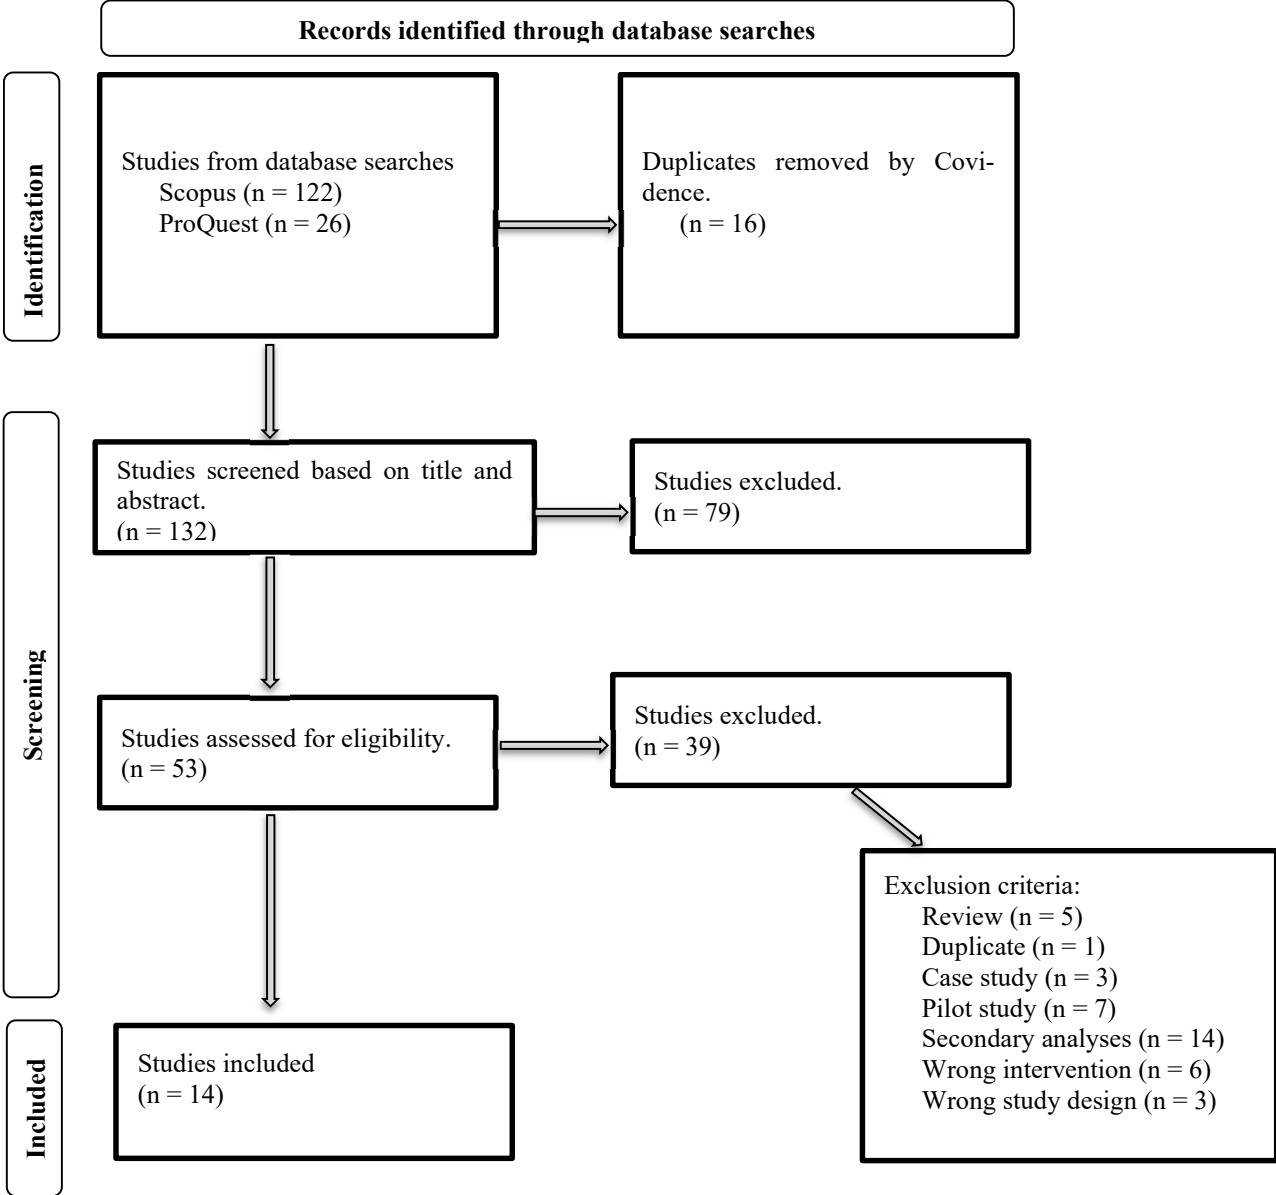 Records identified through database searches
Identification
Studies from database searches
Scopus (n = 122)
ProQuest (n = 26)
Duplicates removed by Covi-
dence.
(n = 16)
Screening
Studies screened based on title and
abstract.
(n = 132)
Studies excluded.
(n = 79)
Studies assessed for eligibility.
(n = 53)
Studies excluded.
(n = 39)
Exclusion criteria:
Review (n = 5)
Duplicate (n = 1)
Case study (n = 3)
Pilot study (n = 7)
Secondary analyses (n = 14)
Wrong intervention (n = 6)
Wrong study design (n = 3)
Included
Studies included
(n = 14)